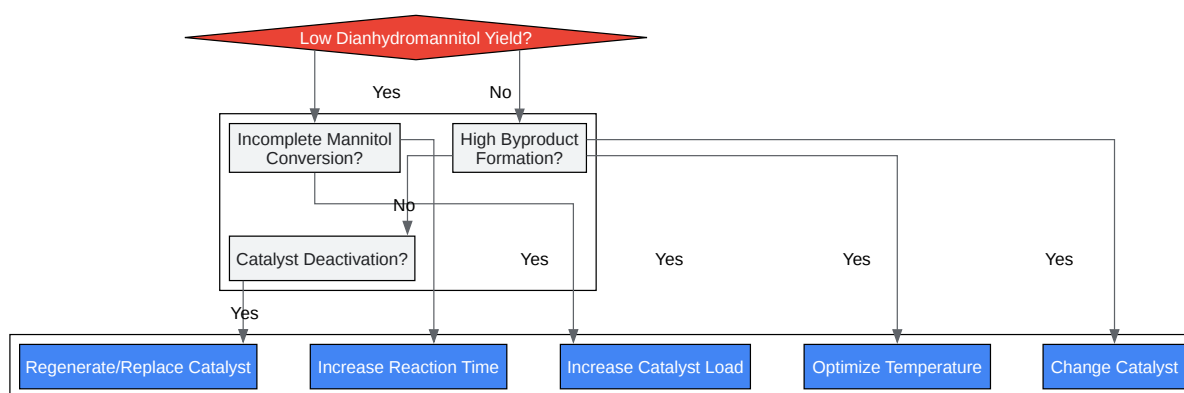 Low Dianhydromannitol Yield?
Yes
No
Incomplete Mannitol
Conversion?
High Byproduct
Formation?
No
Catalyst Deactivation?
Yes
Yes
Yes
Yes
Yes
Regenerate/Replace Catalyst
Increase Reaction Time
Increase Catalyst Load
Optimize Temperature
Change Catalyst